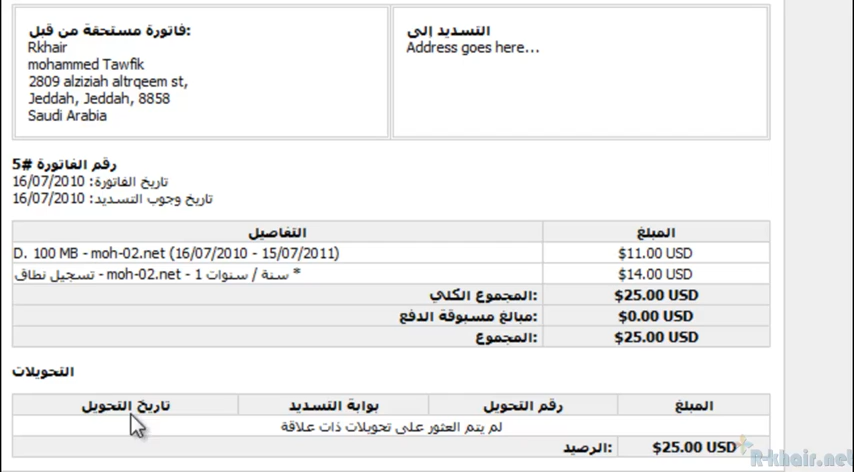 فاتورة مستحقة من قبل:
Rkhair
mohammed Tawfik
2809 alziziah altrqeem st,
Jeddah, Jeddah, 8858
Saudi Arabia
التسديد إلى
Address goes here...
رقم الفاتورة #5
تاريخ الفاتورة: 16/07/2010
تاريخ وجوب التسديد: 16/07/2010
التفاصيل المبلغ
D. 100 MB - moh-02.net (16/07/2010 - 15/07/2011) $11.00 USD
تسجيل نطاق - moh-02.net - 1 سنة / سنوات * $14.00 USD
المجموع الكلي: $25.00 USD
مبالغ مسبوقة الدفع: $0.00 USD
المجموع: $25.00 USD
التحويلات
تاريخ التحويل بوابة التسديد رقم التحويل المبلغ
لم يتم العثور على تحويلات ذات علاقة
الرصيد: $25.00 USD
R-khair.net